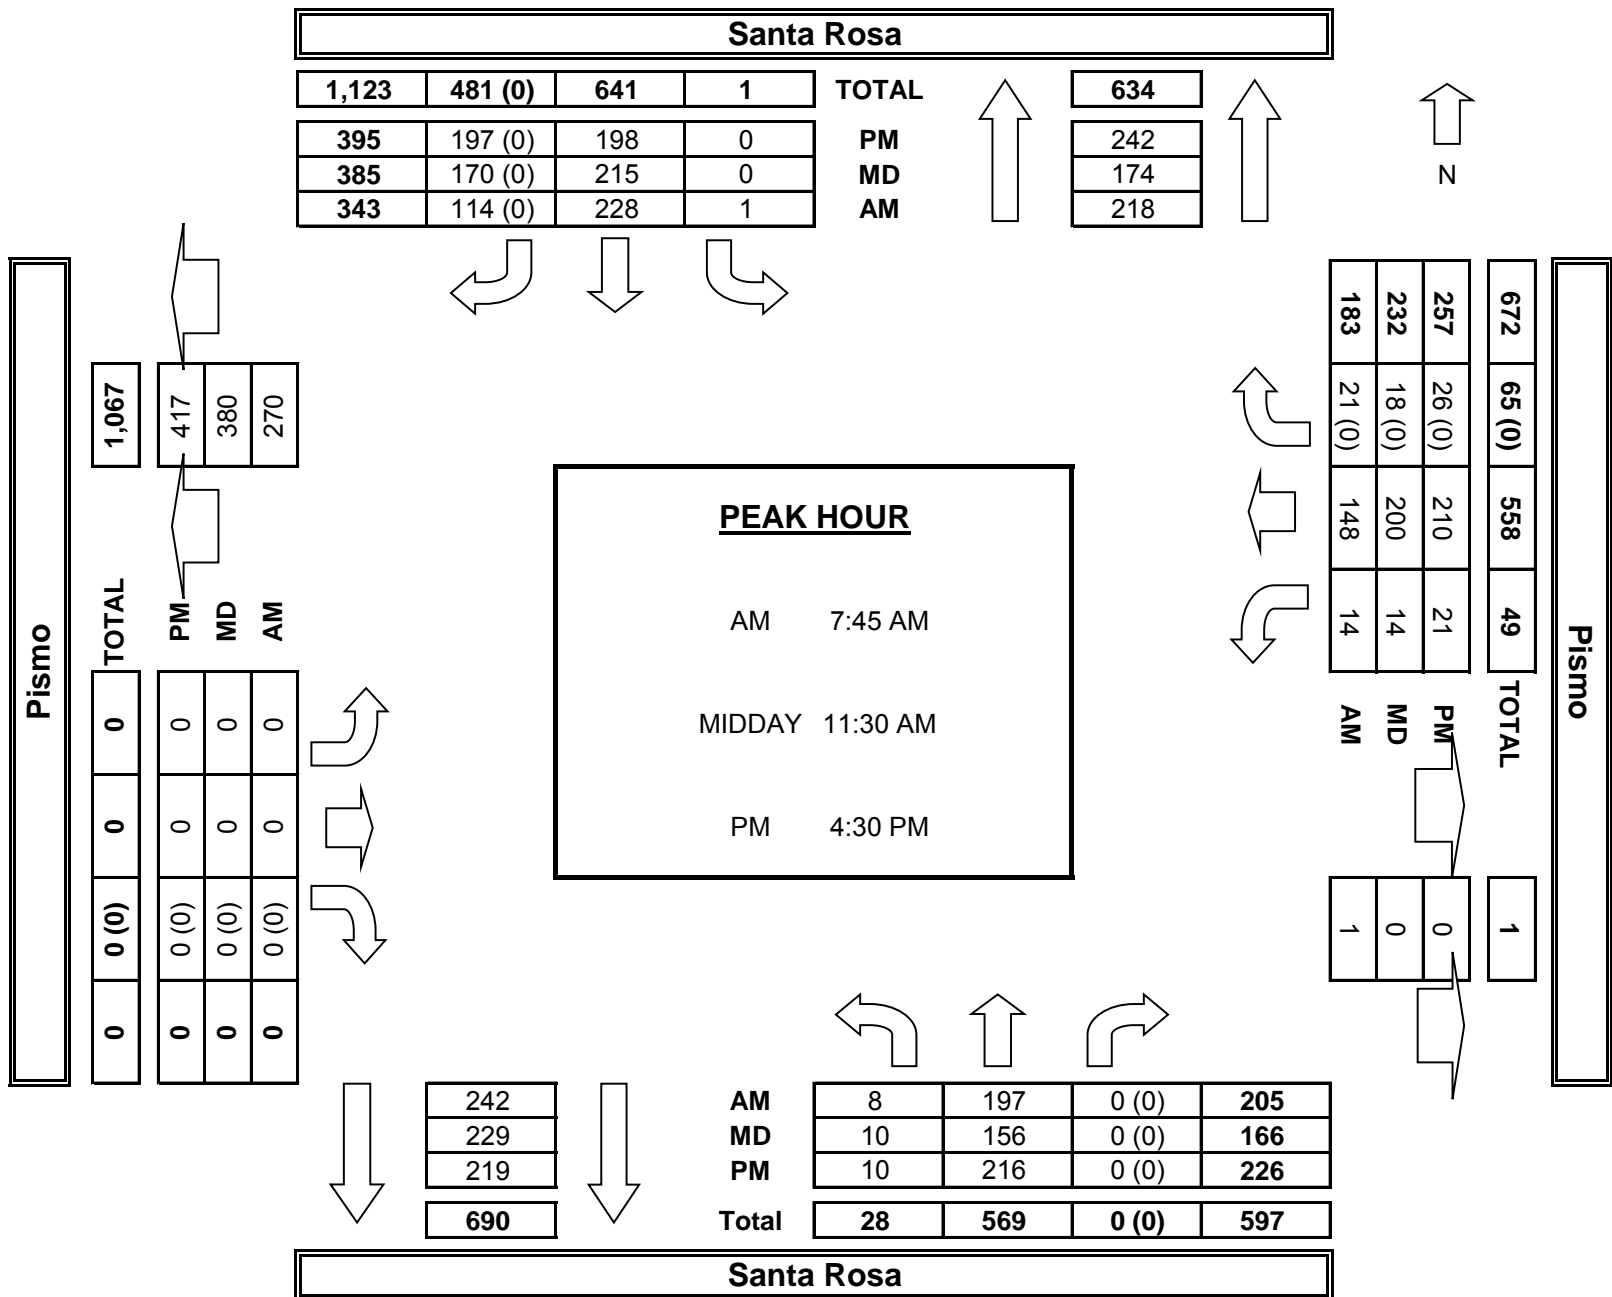 Santa Rosa
1,123 481 (0) 641 1 TOTAL 634
395 197 (0) 198 0 PM 242
385 170 (0) 215 0 MD 174
343 114 (0) 228 1 AM 218
N
Pismo
1,067 417 380 270
TOTAL PM MD AM
0 0 0 0
0 0 0 0
0 (0) 0 (0) 0 (0) 0 (0)
0 0 0 0
PEAK HOUR
AM 7:45 AM
MIDDAY 11:30 AM
PM 4:30 PM
183 232 257 672
21 (0) 18 (0) 26 (0) 65 (0)
148 200 210 558
14 14 21 49
AM MD PM TOTAL
1 0 0 1
Pismo
242 AM 8 197 0 (0) 205
229 MD 10 156 0 (0) 166
219 PM 10 216 0 (0) 226
690 Total 28 569 0 (0) 597
Santa Rosa